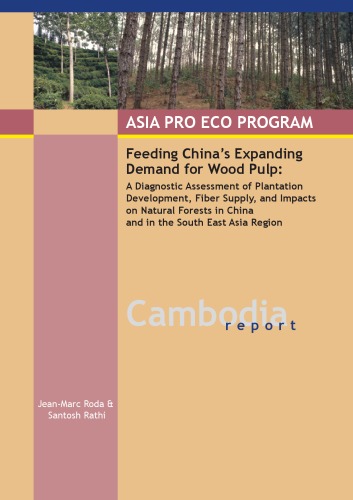 ASIA PRO ECO PROGRAM
Feeding China's Expanding
Demand for Wood Pulp:
A Diagnostic Assessment of Plantation
Development, Fiber Supply, and Impacts
on Natural Forests in China
and in the South East Asia Region
Cambodia
report
Jean-Marc Roda &
Santosh Rathi